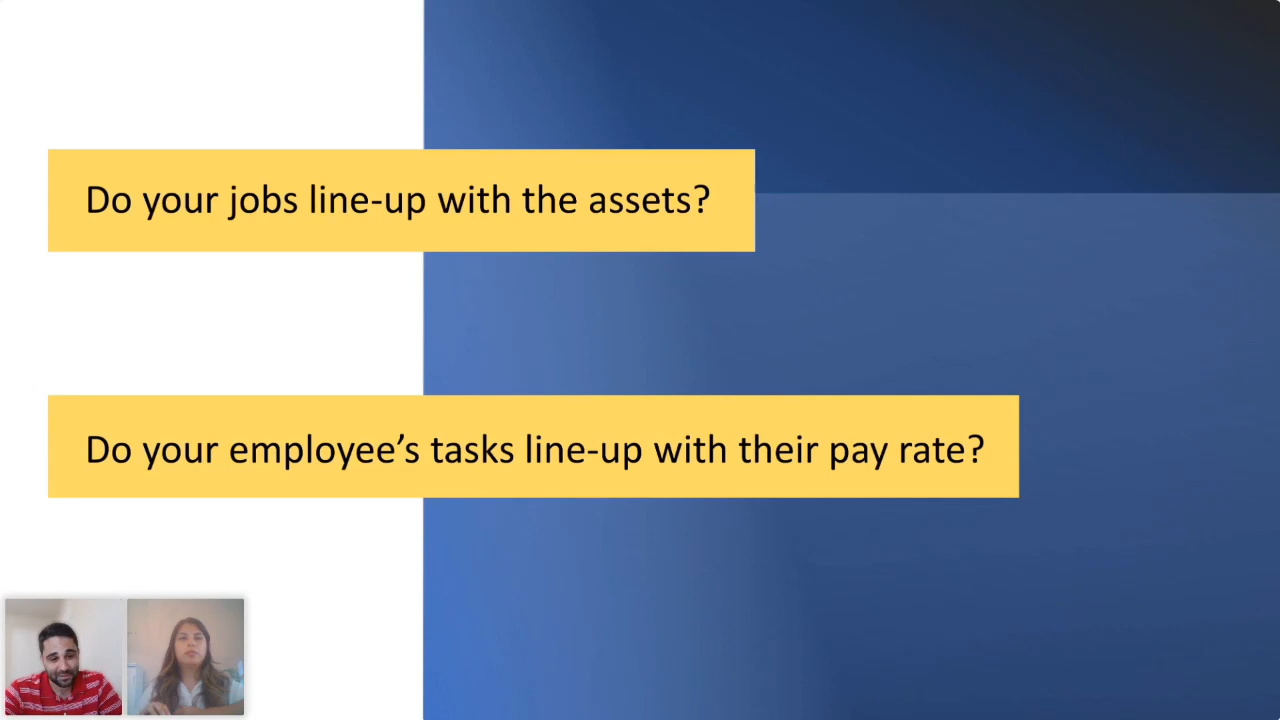 Do your jobs line-up with the assets?
Do your employee’s tasks line-up with their pay rate?